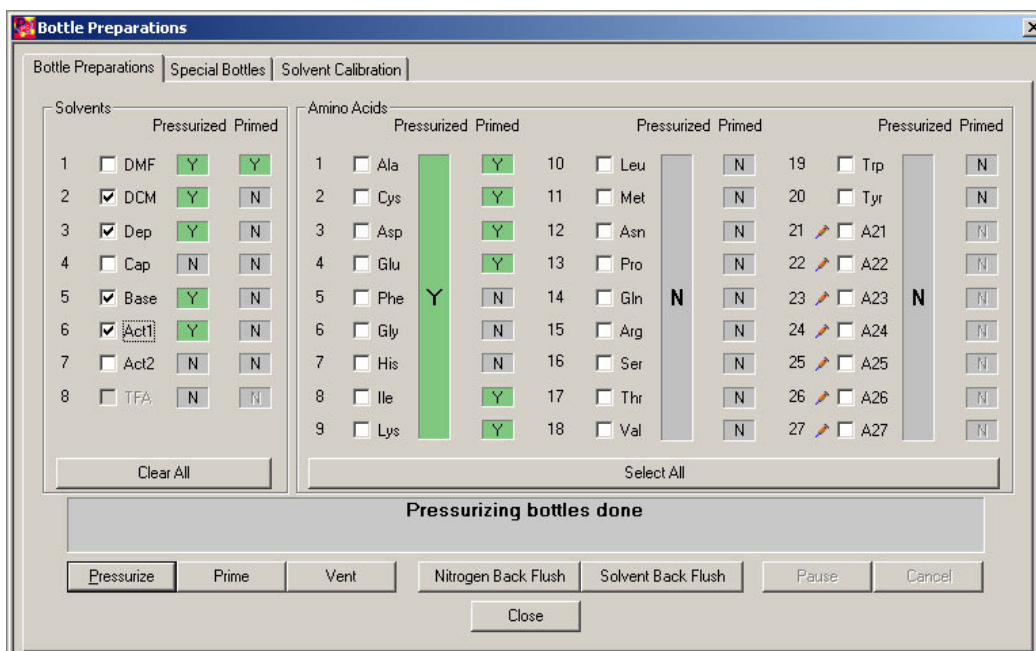 Bottle Preparations
Bottle Preparations Special Bottles Solvent Calibration
Solvents Amino Acids
Pressurized Primed Pressurized Primed Pressurized Primed Pressurized Primed
1 DMF Y Y 1 Ala Y 10 Leu N 19 Trp N
2 DCM Y N 2 Cys Y 11 Met N 20 Tyr N
3 Dep Y N 3 Asp Y 12 Asn N 21 A21 N
4 Cap N N 4 Glu Y 13 Pro N 22 A22 N
5 Base Y N 5 Phe Y N 14 Gln N N 23 A23 N N
6 Act1 Y N 6 Gly N 15 Arg N 24 A24 N
7 Act2 N N 7 His N 16 Ser N 25 A25 N
8 TFA N N 8 Ile Y 17 Thr N 26 A26 N
9 Lys Y 18 Val N 27 A27 N
Clear All Select All
Pressurizing bottles done
Pressurize Prime Vent Nitrogen Back Flush Solvent Back Flush Pause Cancel
Close